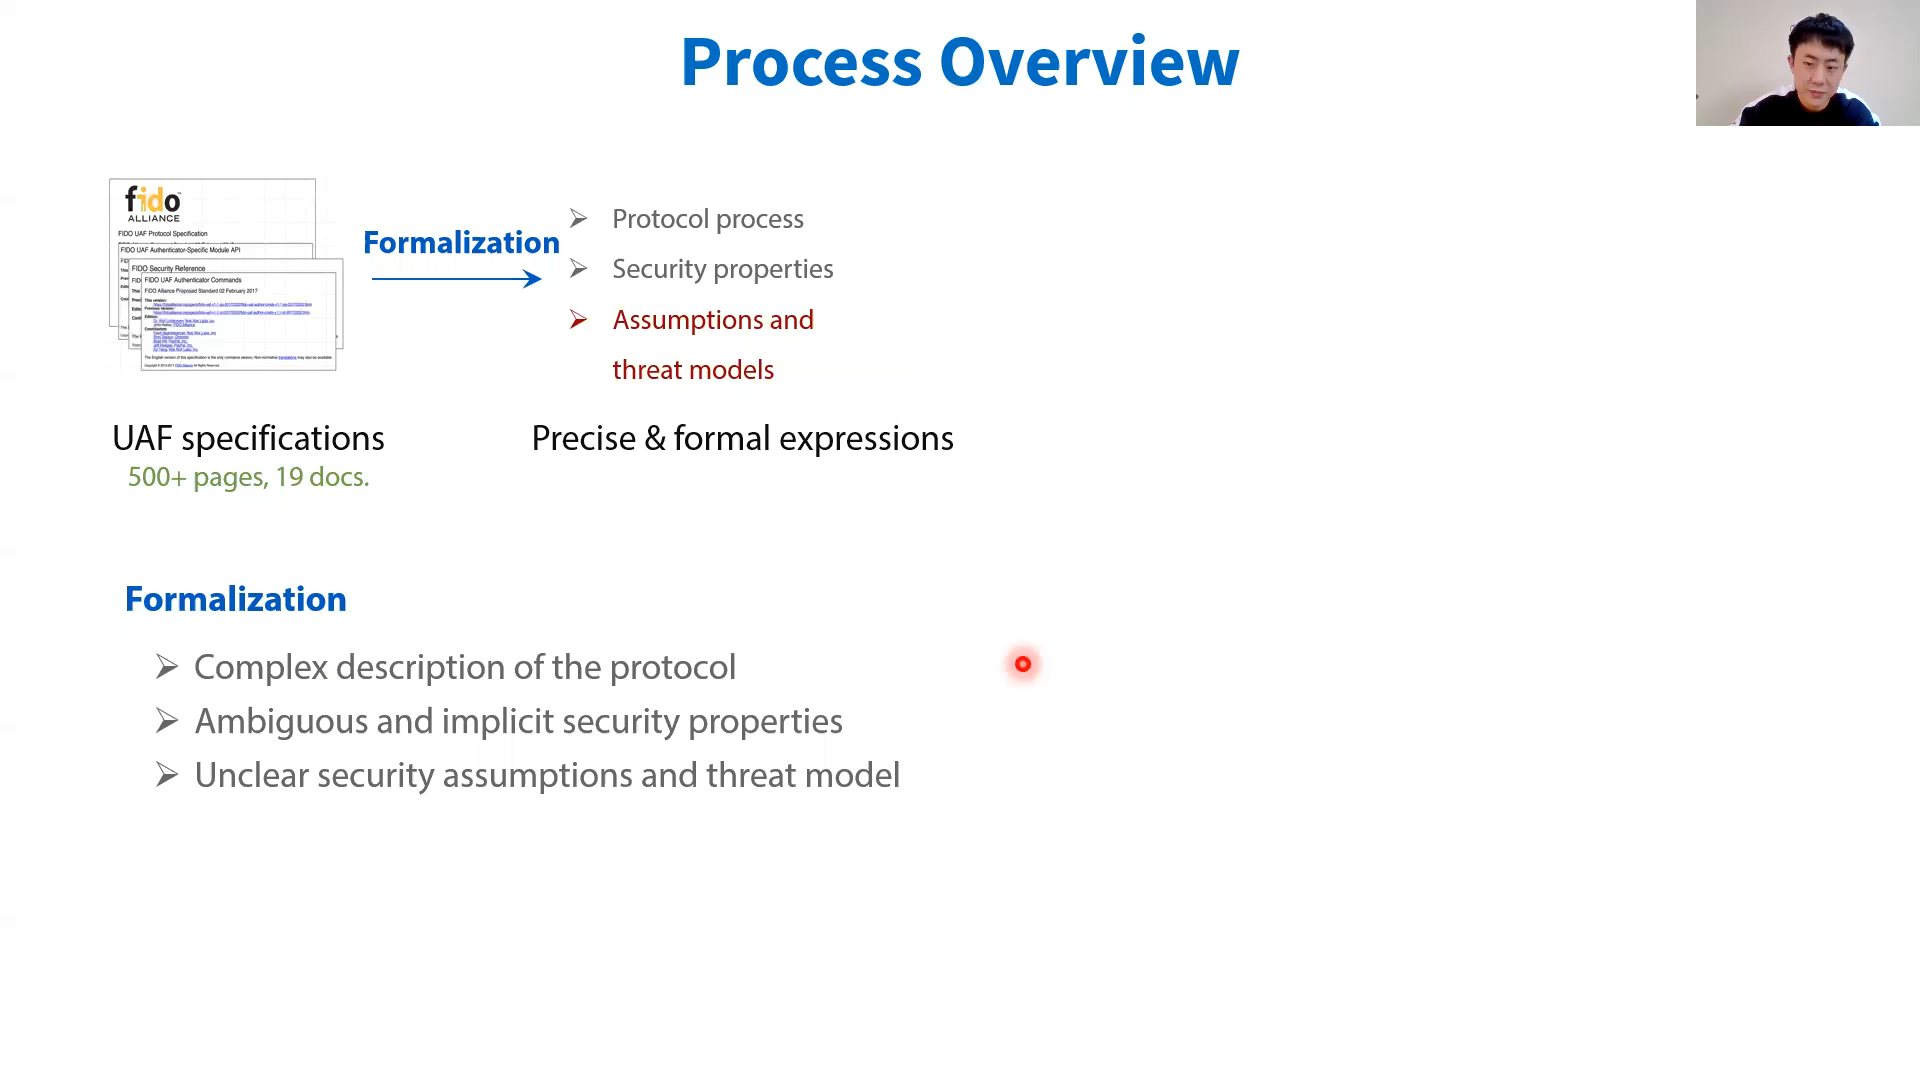 Process Overview
fido
ALLIANCE
FIDO UAF Protocol Specification
FIDO UAF Authenticator-Specific Module API
FIDO Security Reference
FIDO UAF Authenticator Commands
FIDO Alliance Proposed Standard 02 February 2017
Formalization
Protocol process
Security properties
Assumptions and
threat models
UAF specifications
500+ pages, 19 docs.
Precise & formal expressions
Formalization
Complex description of the protocol
Ambiguous and implicit security properties
Unclear security assumptions and threat model